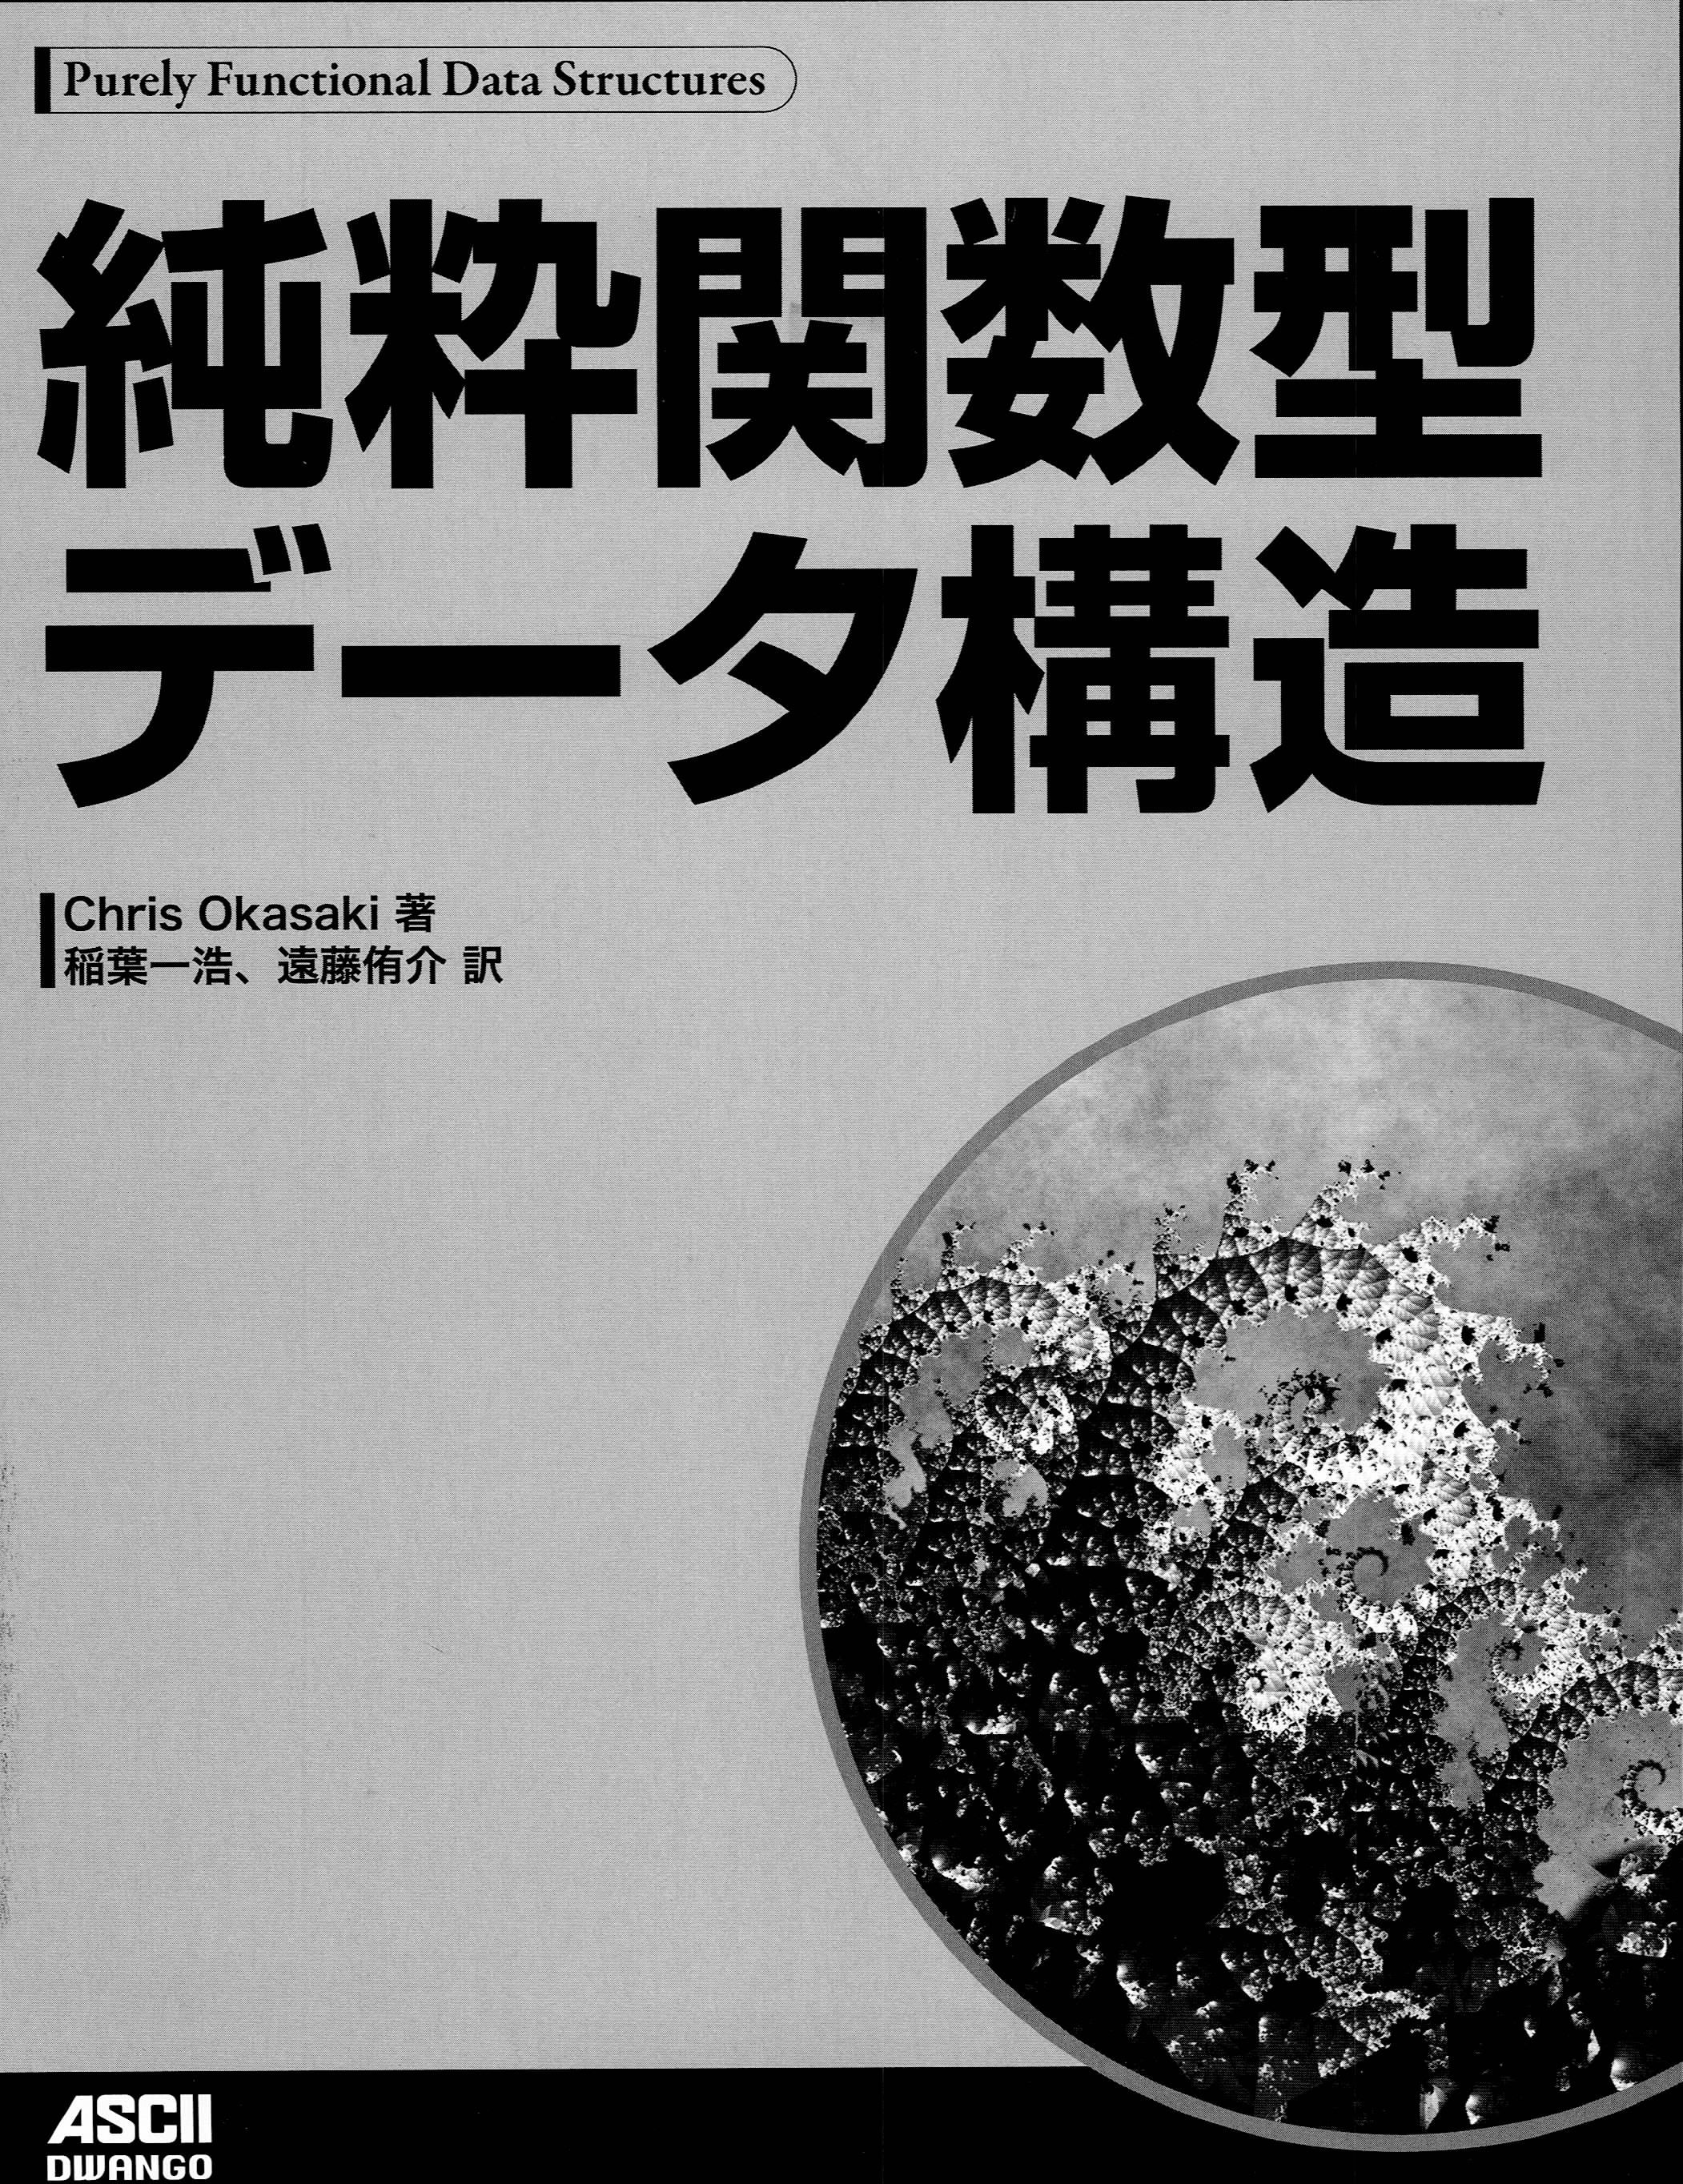 Purely Functional Data Structures
純粋関数型
データ構造
Chris Okasaki 著
稲葉一浩、遠藤侑介 訳
ASCII
DWANGO